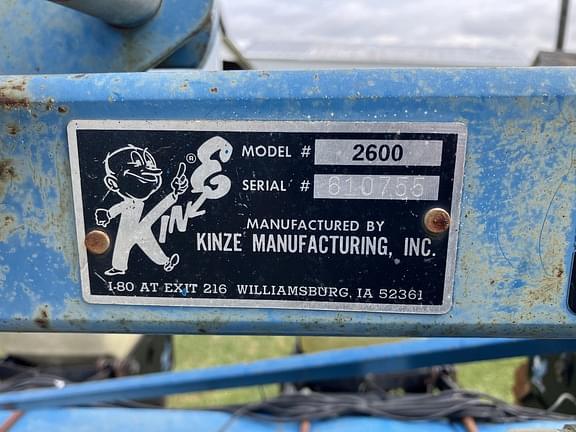 MODEL # 2600
SERIAL # 610755
KINZE ®
MANUFACTURED BY
KINZE MANUFACTURING, INC.
I-80 AT EXIT 216 WILLIAMSBURG, IA 52361